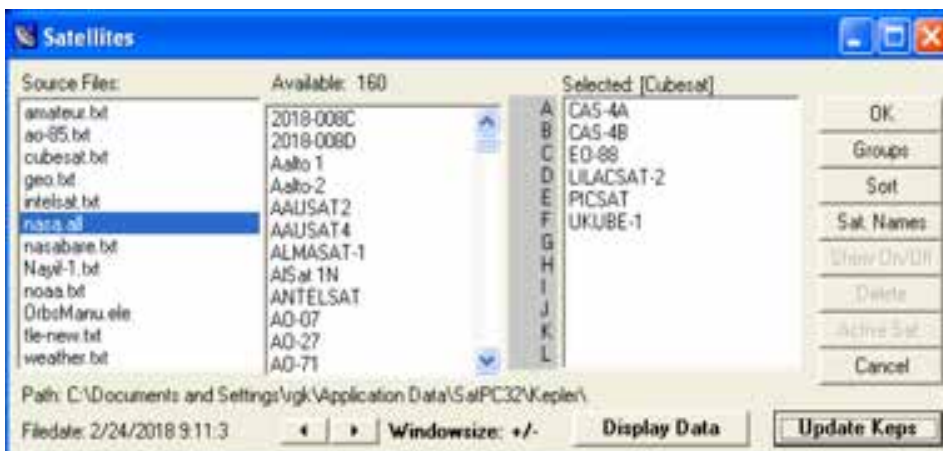 Satellites
Source Files:
amateur.txt
ao-85.txt
cubesat.txt
geo.txt
intelsat.txt
nasa.all
nasabare.txt
Nayif-1.txt
noaa.txt
OrbsManu.ele
tle-new.txt
weather.txt
Available: 160
2018-008C
2018-008D
Aalto 1
Aalto-2
AAUSAT2
AAUSAT4
ALMASAT-1
AlSat 1N
ANTELSAT
AO-07
AO-27
AO-71
Selected: [Cubesat]
A
B
C
D
E
F
G
H
I
J
K
L
CAS-4A
CAS-4B
EO-88
LILACSAT-2
PICSAT
UKUBE-1
OK
Groups
Sort
Sat. Names
Show On/Off
Delete
Active Sat.
Cancel
Path: C:\Documents and Settings\rgk\Application Data\SatPC32\Kepler\
Filedate: 2/24/2018 9:11:3
Windowsize: +/-
Display Data
Update Keps